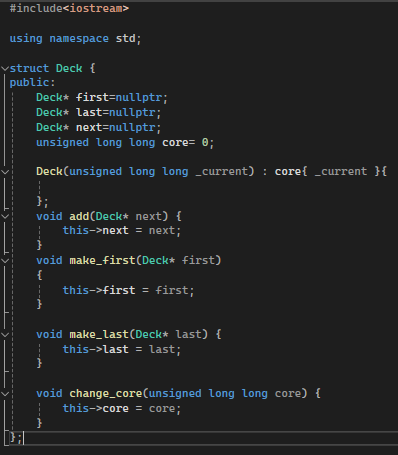 #include<iostream>
using namespace std;
struct Deck {
public:
Deck* first=nullptr;
Deck* last=nullptr;
Deck* next=nullptr;
unsigned long long core= 0;
Deck(unsigned long long _current) : core{ _current }{
};
void add(Deck* next) {
this->next = next;
}
void make_first(Deck* first)
{
this->first = first;
}
void make_last(Deck* last) {
this->last = last;
}
void change_core(unsigned long long core) {
this->core = core;
}
};